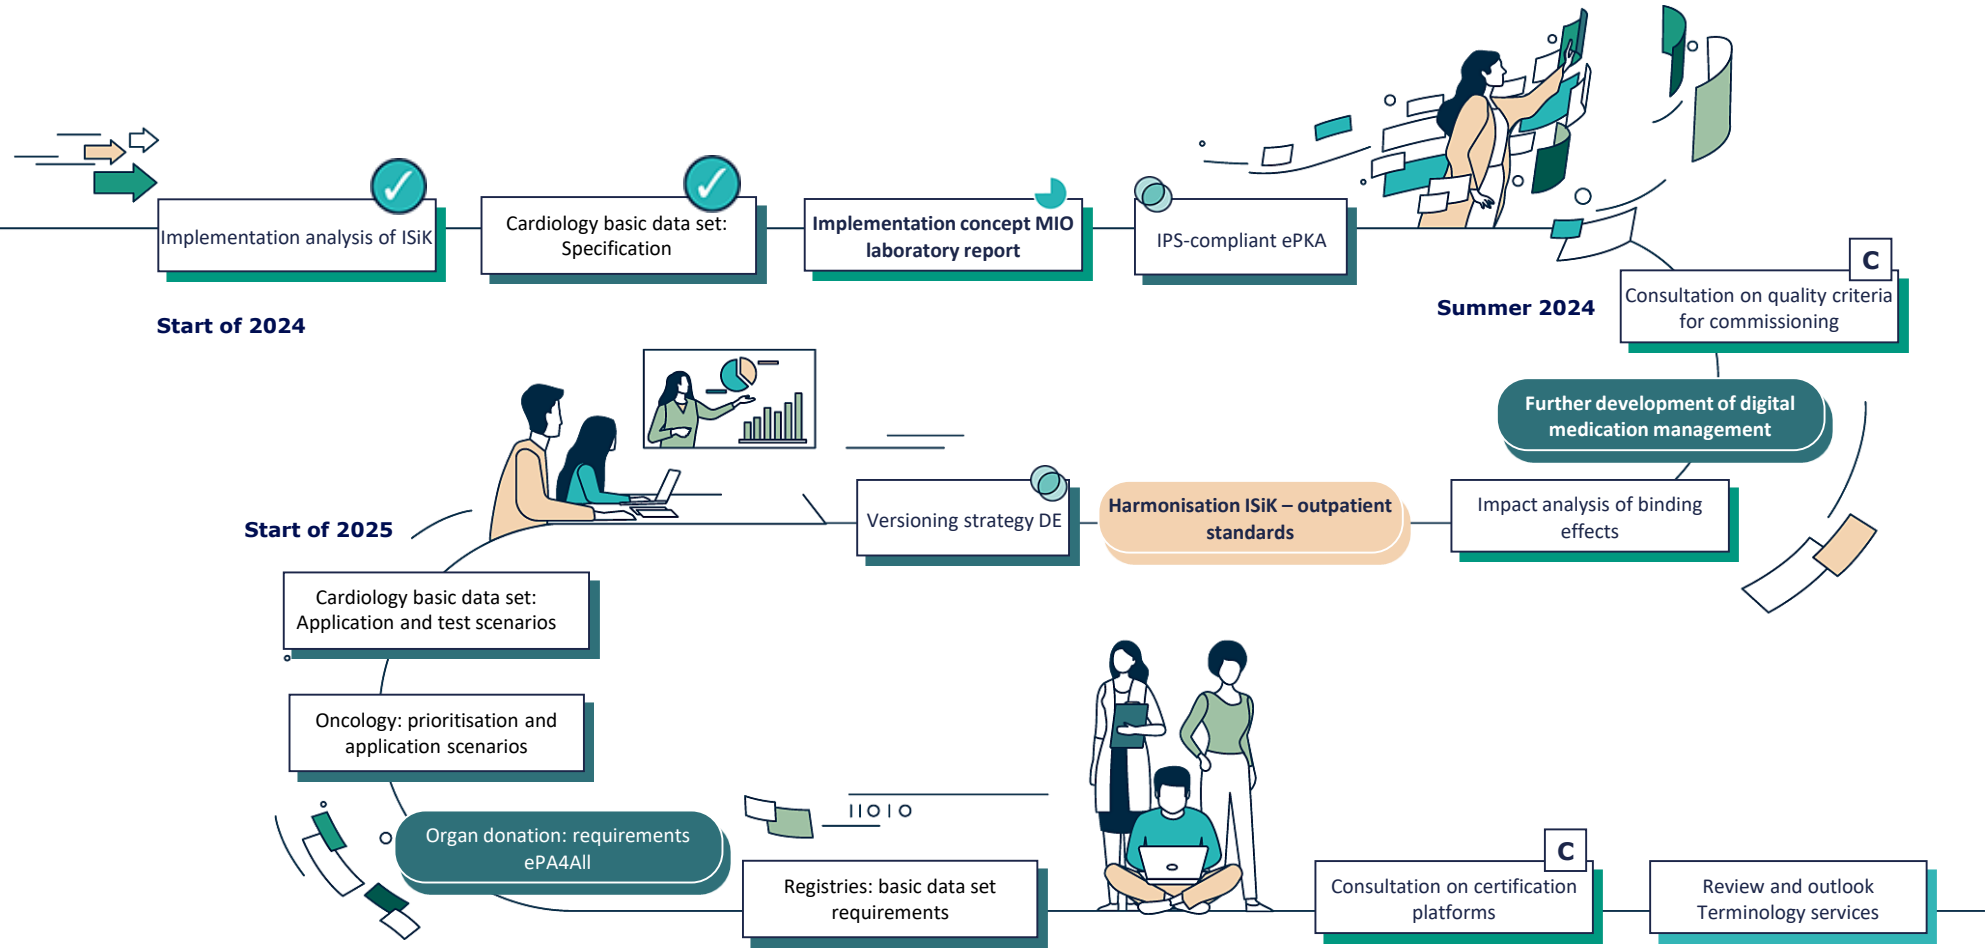 Implementation analysis of ISiK
Cardiology basic data set:
Specification
Implementation concept MIO
laboratory report
IPS-compliant ePKA
Start of 2024
Summer 2024
C
Consultation on quality criteria
for commissioning
Further development of digital
medication management
Impact analysis of binding
effects
Harmonisation ISiK – outpatient
standards
Versioning strategy DE
Start of 2025
Cardiology basic data set:
Application and test scenarios
Oncology: prioritisation and
application scenarios
Organ donation: requirements
ePA4All
IIOIO
Registries: basic data set
requirements
C
Consultation on certification
platforms
Review and outlook
Terminology services